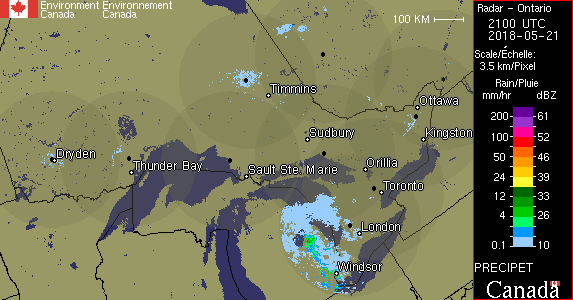 Environment Environnement
Canada Canada
100 KM
Timmins
Ottawa
Sudbury
Kingston
Dryden
Thunder Bay
Sault Ste. Marie
Orillia
Toronto
London
Windsor
Radar - Ontario
2100 UTC
2018-05-21
Scale/Échelle:
3.5 km/Pixel
Rain/Pluie
mm/hr dBZ
200 61
100 52
50 46
24 39
12 33
4 26
0.1 10
PRECIPET
Canada